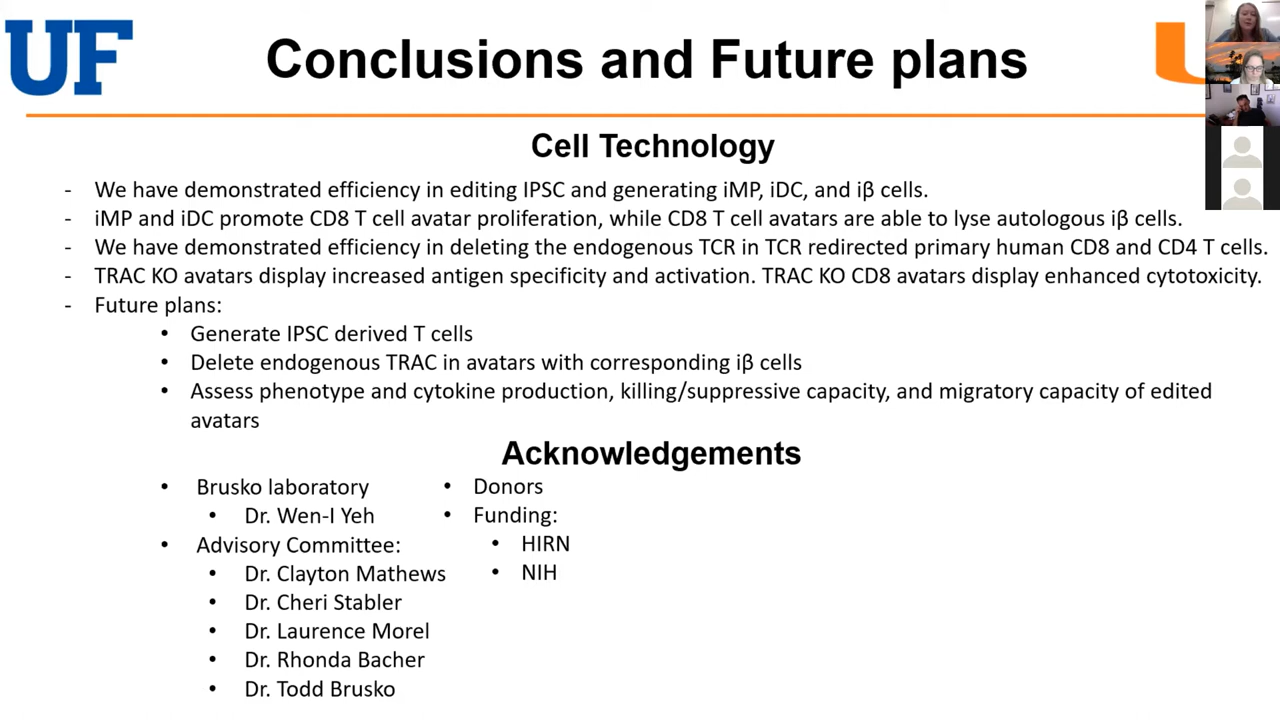 UF
Conclusions and Future plans
U
Cell Technology
- We have demonstrated efficiency in editing IPSC and generating iMP, iDC, and iβ cells.
- iMP and iDC promote CD8 T cell avatar proliferation, while CD8 T cell avatars are able to lyse autologous iβ cells.
- We have demonstrated efficiency in deleting the endogenous TCR in TCR redirected primary human CD8 and CD4 T cells.
- TRAC KO avatars display increased antigen specificity and activation. TRAC KO CD8 avatars display enhanced cytotoxicity.
- Future plans:
• Generate IPSC derived T cells
• Delete endogenous TRAC in avatars with corresponding iβ cells
• Assess phenotype and cytokine production, killing/suppressive capacity, and migratory capacity of edited
avatars
Acknowledgements
• Brusko laboratory
• Dr. Wen-I Yeh
• Advisory Committee:
• Dr. Clayton Mathews
• Dr. Cheri Stabler
• Dr. Laurence Morel
• Dr. Rhonda Bacher
• Dr. Todd Brusko
• Donors
• Funding:
• HIRN
• NIH